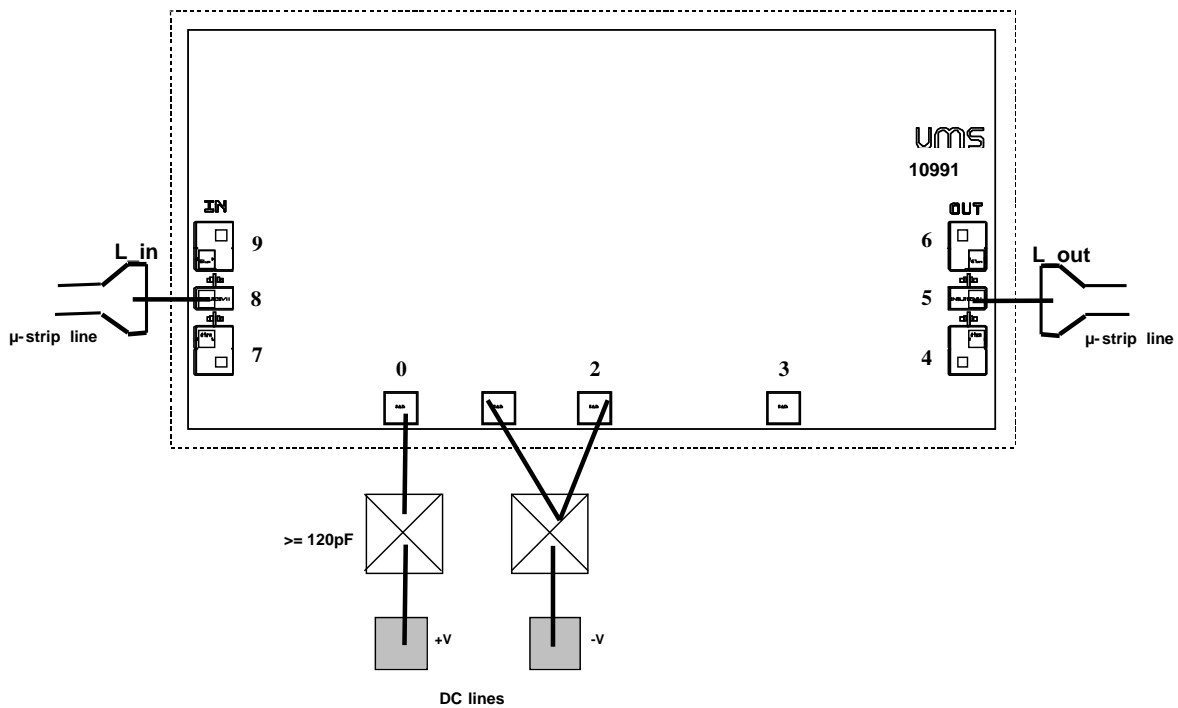 ums
10991
IN
OUT
9
6
L_in
L_out
8
5
µ-strip line
µ-strip line
7
4
0
2
3
>= 120pF
+V
-V
DC lines